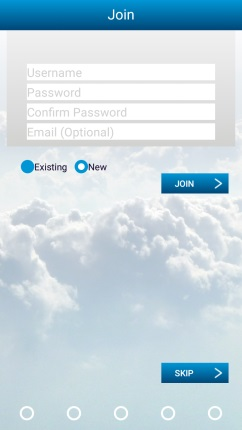 Join
Username
Password
Confirm Password
Email (Optional)
Existing New
JOIN
SKIP